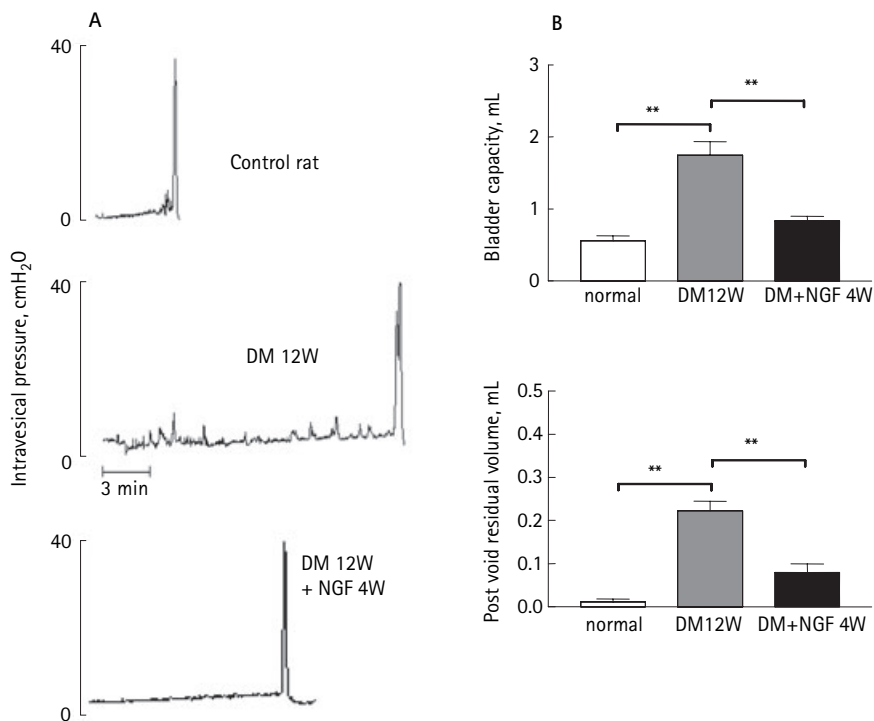 A
40
0
Control rat
Intravesical pressure, cmH₂O
40
0
DM 12W
3 min
40
0
DM 12W
+ NGF 4W
B
Bladder capacity, mL
3
2
1
0
**
**
normal DM12W DM+NGF 4W
Post void residual volume, mL
0.5
0.4
0.3
0.2
0.1
0.0
**
**
normal DM12W DM+NGF 4W